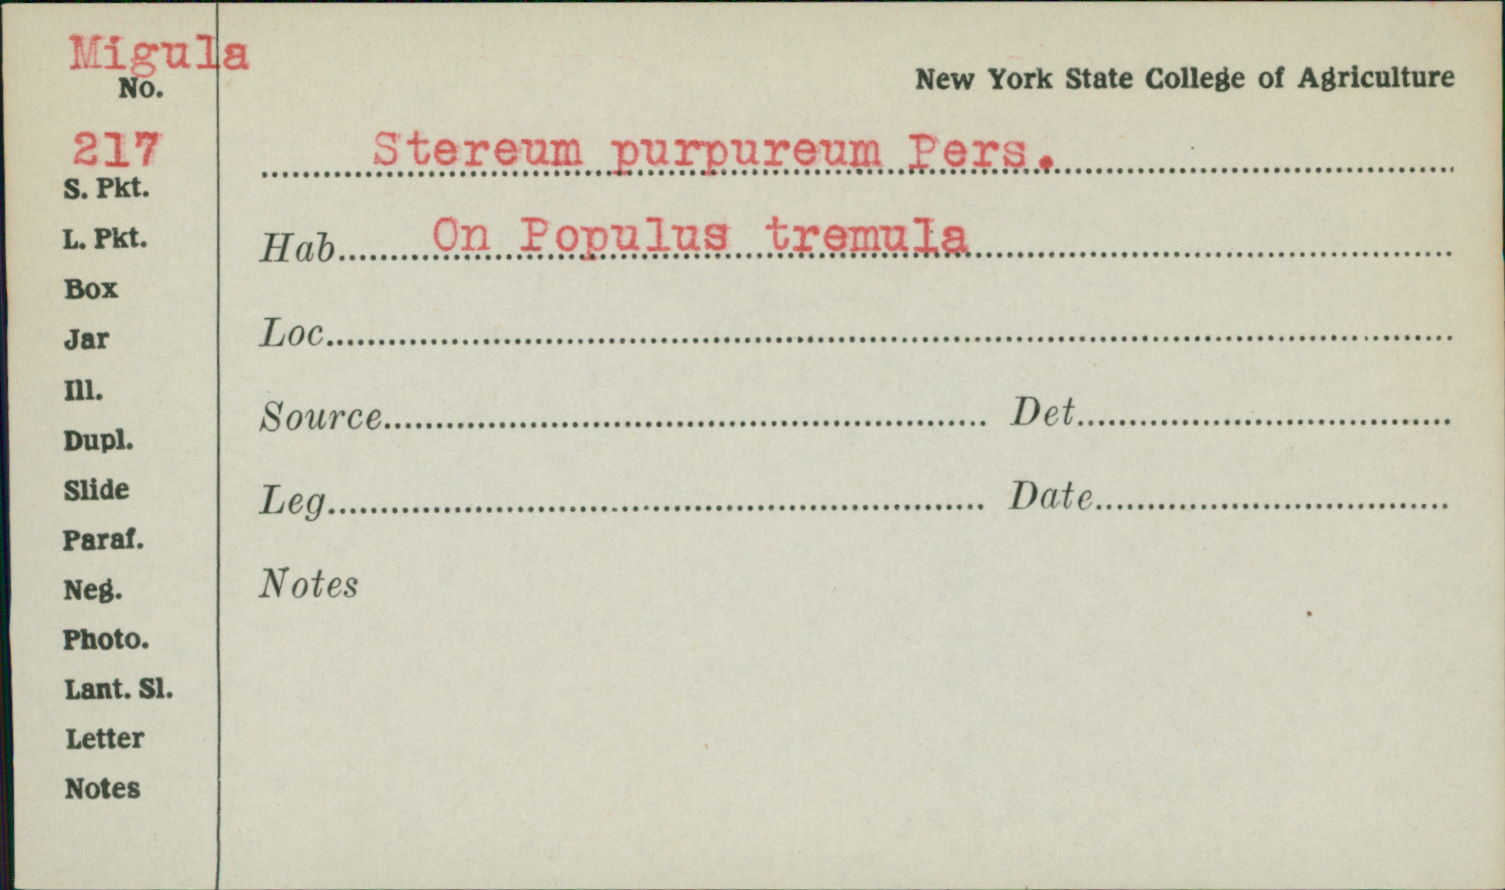 Migula
No.
New York State College of Agriculture
217
Stereum purpureum Pers.
S. Pkt.
L. Pkt.
Hab. On Populus tremula
Box
Jar
Loc.
Ill.
Source
Det.
Dupl.
Slide
Leg.
Date
Paraf.
Neg.
Notes
Photo.
Lant. Sl.
Letter
Notes